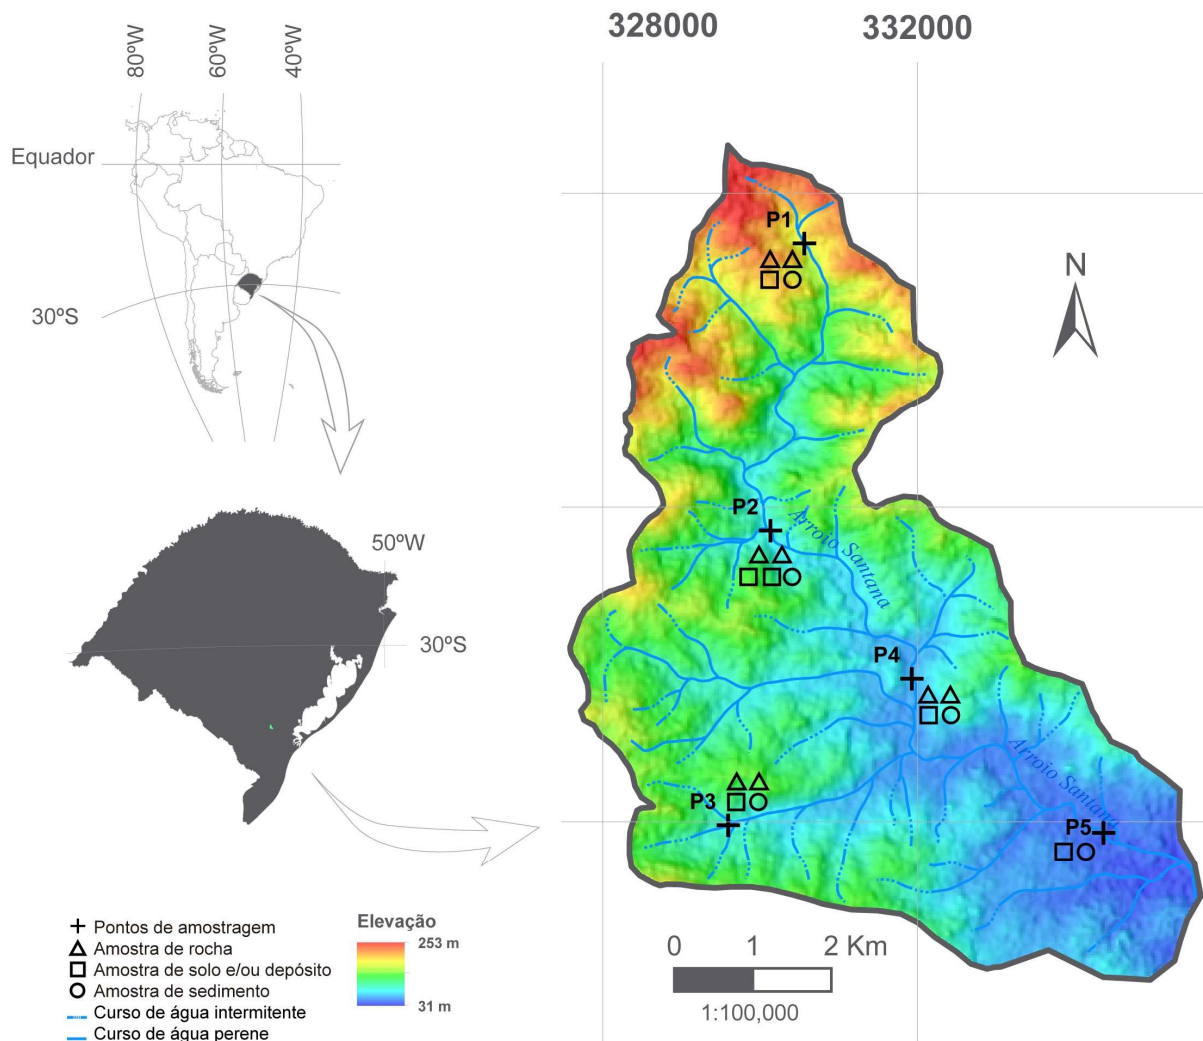 328000 332000
80ºW 60ºW 40ºW
Equador
30ºS
N
P1
P2
Arroio Santana
P4
P3
Arroio Santana
P5
50ºW
30ºS
Pontos de amostragem
Amostra de rocha
Amostra de solo e/ou depósito
Amostra de sedimento
Curso de água intermitente
Curso de água perene
Elevação
253 m
31 m
0 1 2 Km
1:100,000